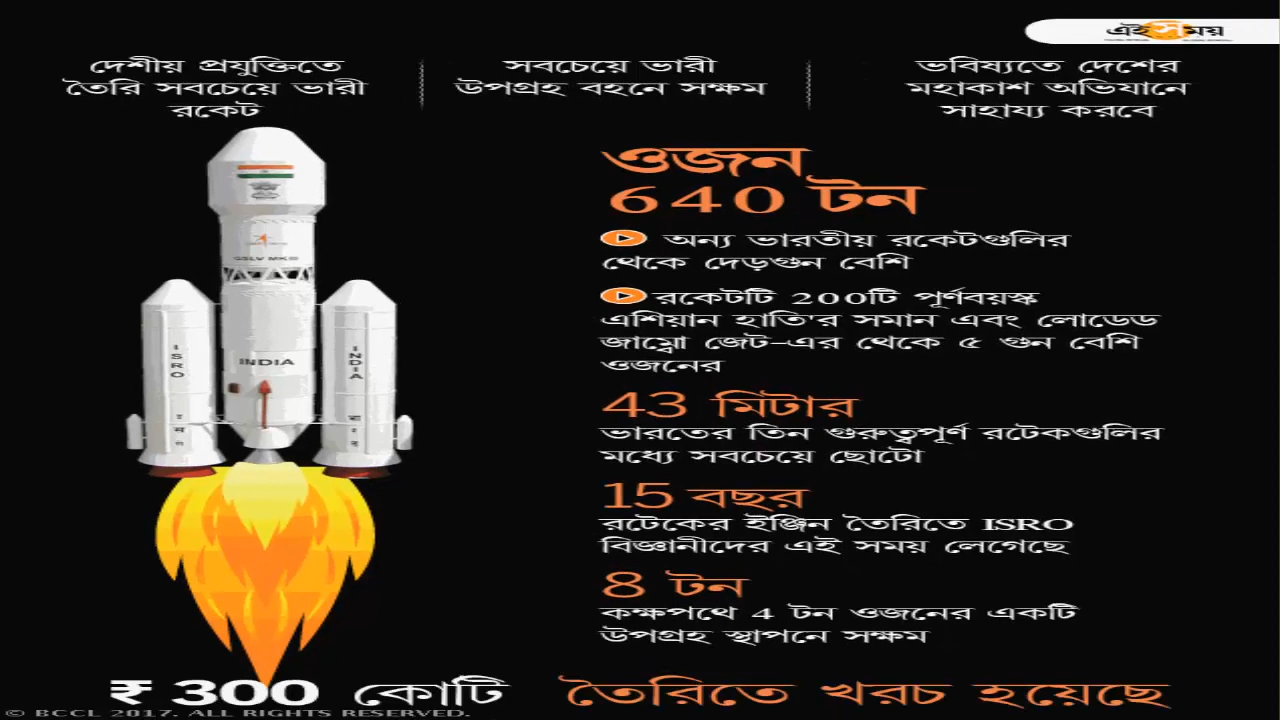 এই সময়
দেশীয় প্রযুক্তিতে
তৈরি সবচেয়ে ভারী
রকেট
সবচেয়ে ভারী
উপগ্রহ বহনে সক্ষম
ভবিষ্যতে দেশের
মহাকাশ অভিযানে
সাহায্য করবে
GSLV MKIII
INDIA
ISRO
INDIA
ওজন
640 টন
অন্য ভারতীয় রকেটগুলির
থেকে দেড়গুন বেশি
রকেটটি 200টি পূর্ণবয়স্ক
এশিয়ান হাতি'র সমান এবং লোডেড
জাম্বো জেট-এর থেকে ৫ গুন বেশি
ওজনের
43 মিটার
ভারতের তিন গুরুত্বপূর্ণ রটেকগুলির
মধ্যে সবচেয়ে ছোটো
15 বছর
রটেকের ইঞ্জিন তৈরিতে ISRO
বিজ্ঞানীদের এই সময় লেগেছে
8 টন
কক্ষপথে 4 টন ওজনের একটি
উপগ্রহ স্থাপনে সক্ষম
₹ 300 কোটি তৈরিতে খরচ হয়েছে
© BCCL 2017. ALL RIGHTS RESERVED.